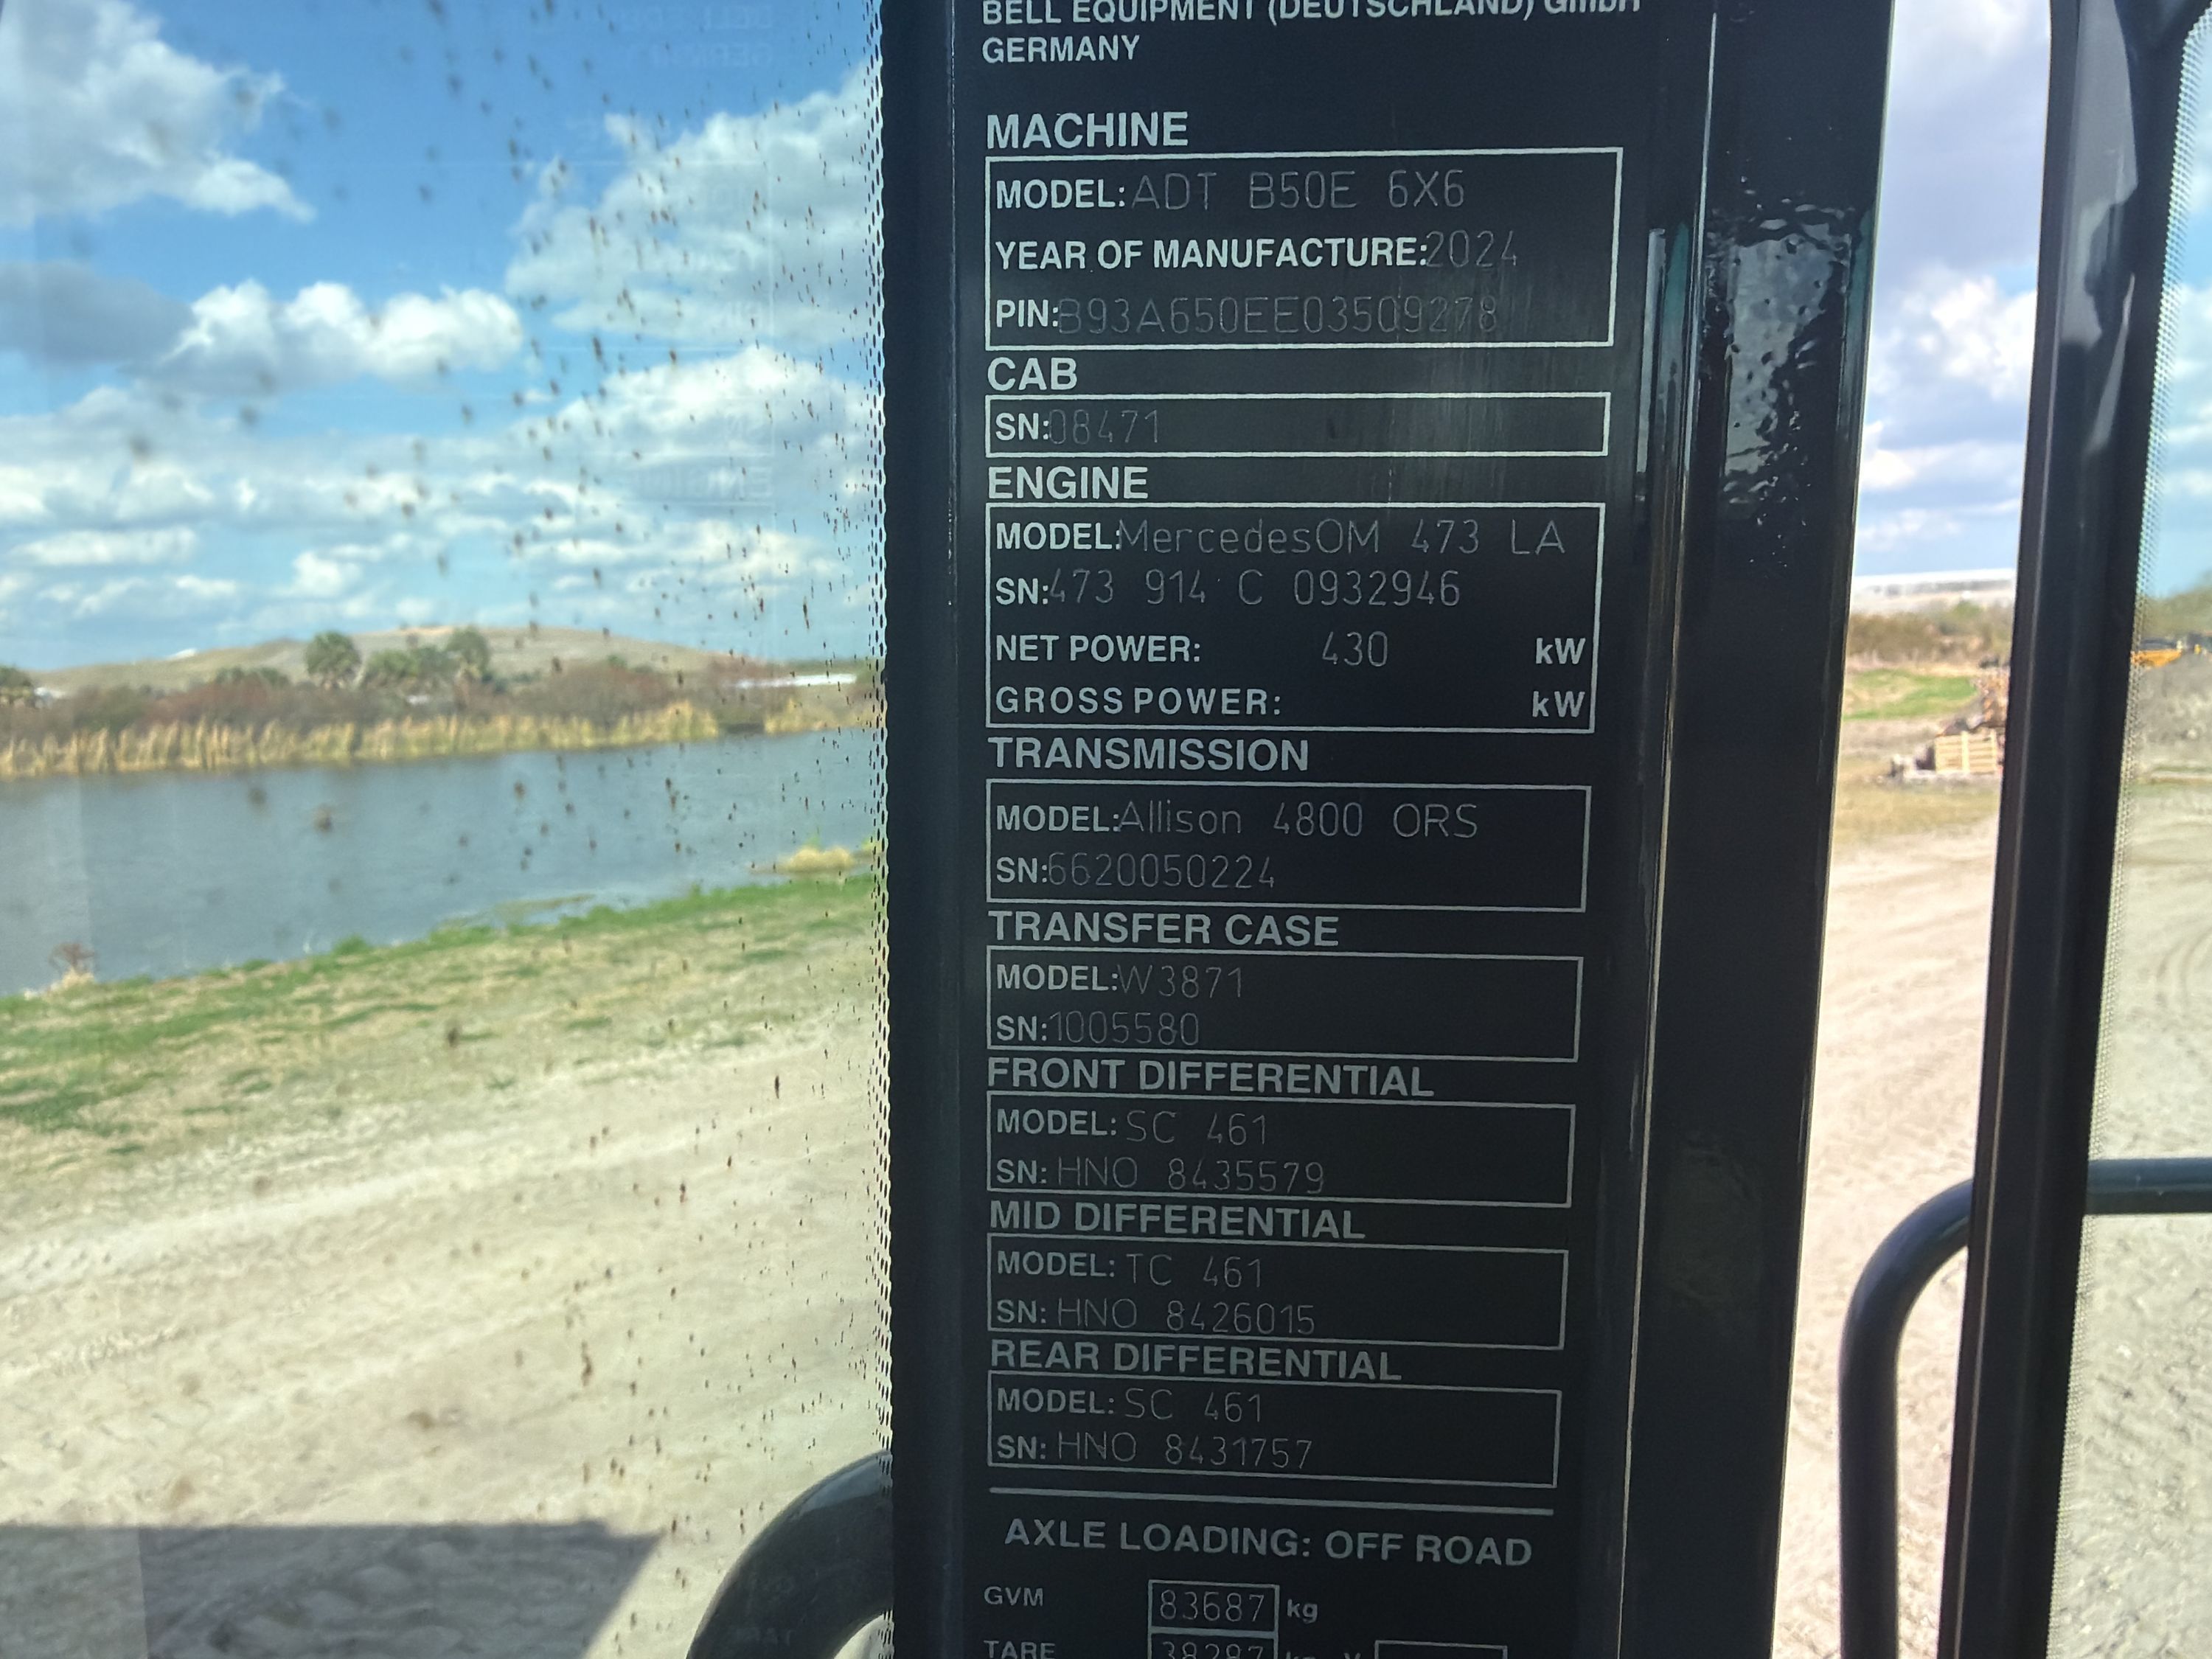 BELL EQUIPMENT (DEUTSCHLAND) GmbH
GERMANY
MACHINE
MODEL: ADT B50E 6X6
YEAR OF MANUFACTURE: 2024
PIN: B93A650EE03509278
CAB
SN: 08471
ENGINE
MODEL: MercedesOM 473 LA
SN: 473 914 C 0932946
NET POWER: 430 kW
GROSS POWER: kW
TRANSMISSION
MODEL: Allison 4800 ORS
SN: 6620050224
TRANSFER CASE
MODEL: W3871
SN: 1005580
FRONT DIFFERENTIAL
MODEL: SC 461
SN: HNO 8435579
MID DIFFERENTIAL
MODEL: TC 461
SN: HNO 8426015
REAR DIFFERENTIAL
MODEL: SC 461
SN: HNO 8431757
AXLE LOADING: OFF ROAD
GVM 83687 kg
TARE 38287 kg